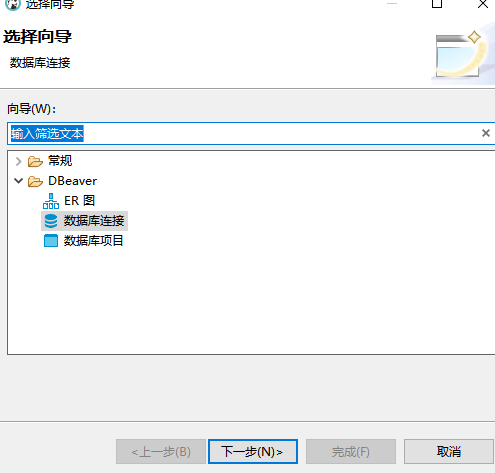 选择向导
选择向导
数据库连接
向导(W):
输入筛选文本
常规
DBeaver
ER 图
数据库连接
数据库项目
<上一步(B)
下一步(N)>
完成(F)
取消